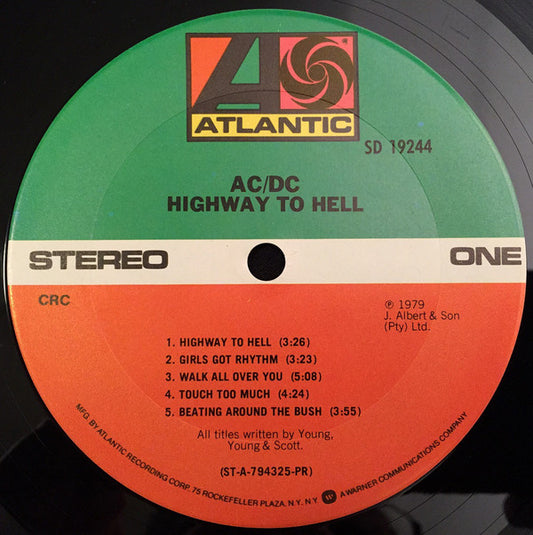 ATLANTIC
SD 19244
AC/DC
HIGHWAY TO HELL
STEREO
ONE
CRC
℗ 1979
J. Albert & Son
(Pty) Ltd.
1. HIGHWAY TO HELL (3:26)
2. GIRLS GOT RHYTHM (3:23)
3. WALK ALL OVER YOU (5:08)
4. TOUCH TOO MUCH (4:24)
5. BEATING AROUND THE BUSH (3:55)
All titles written by Young,
Young & Scott.
(ST-A-794325-PR)
MFG. BY ATLANTIC RECORDING CORP. 75 ROCKEFELLER PLAZA, N.Y. N.Y. A WARNER COMMUNICATIONS COMPANY